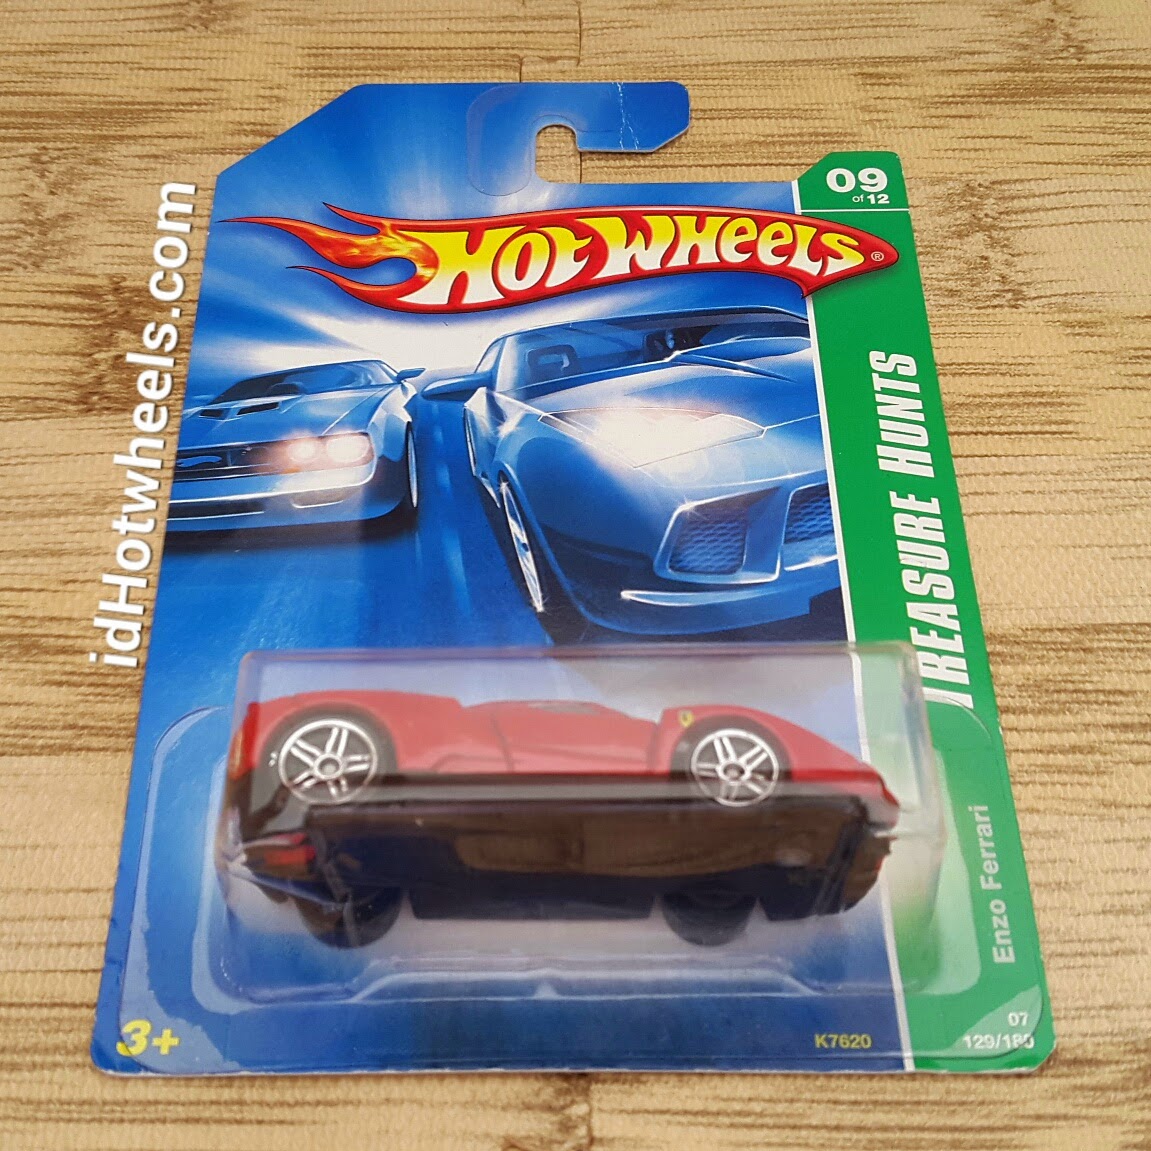 09
of 12
HOT WHEELS®
TREASURE HUNTS
idHotwheels.com
Enzo Ferrari
3+
K7620
07
129/180